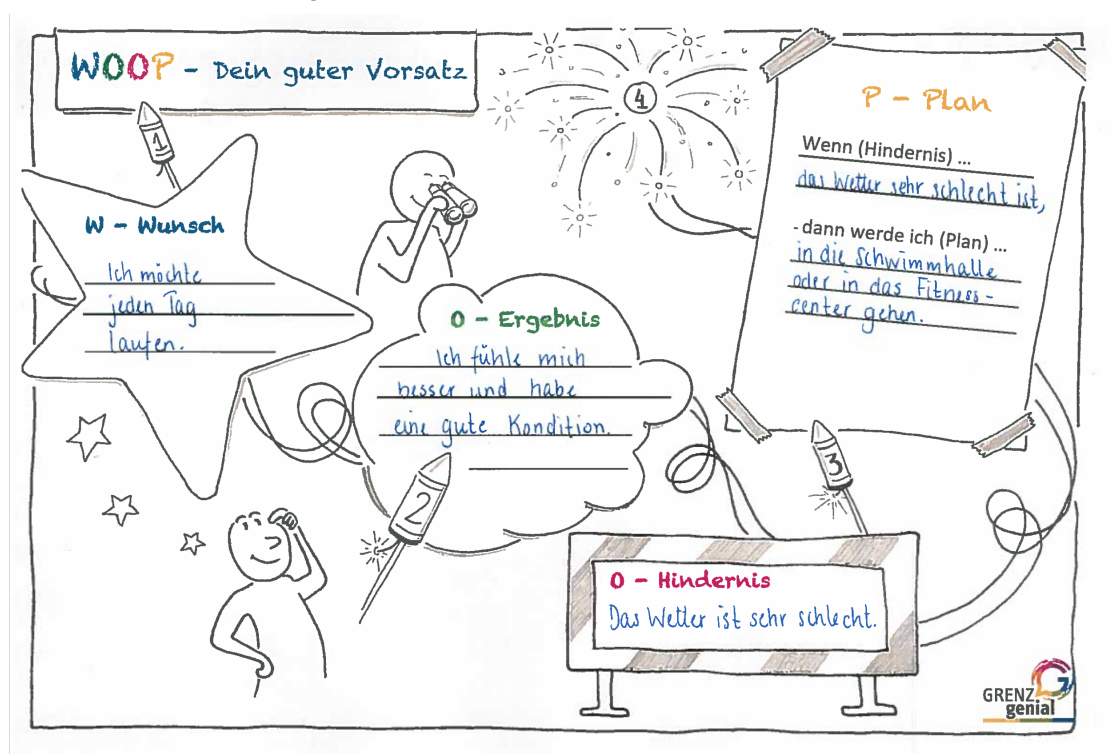 WOOP – Dein guter Vorsatz
1
W – Wunsch
Ich möchte
jeden Tag
laufen.
2
O – Ergebnis
Ich fühle mich
besser und habe
eine gute Kondition.
3
O – Hindernis
Das Wetter ist sehr schlecht.
4
P – Plan
Wenn (Hindernis) ...
das Wetter sehr schlecht ist,
- dann werde ich (Plan) ...
in die Schwimmhalle
oder in das Fitness-
center gehen.
GRENZ
genial